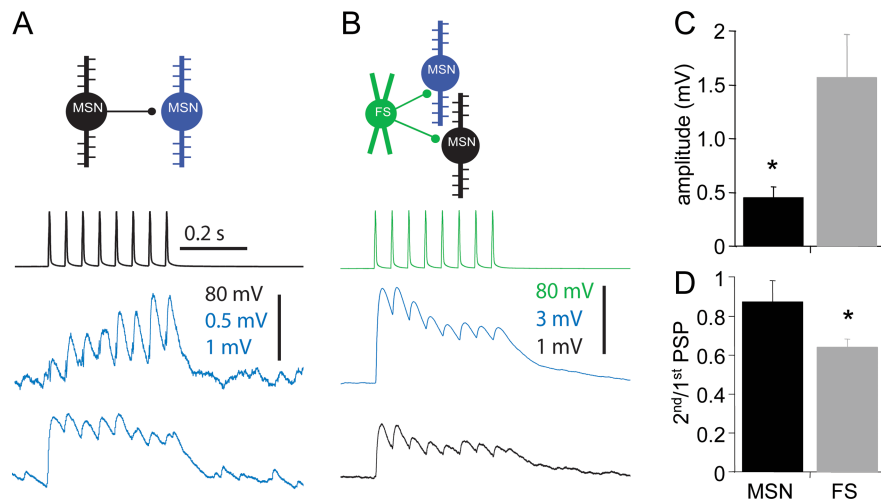 A
MSN
MSN
0.2 s
80 mV
0.5 mV
1 mV
B
MSN
FS
MSN
80 mV
3 mV
1 mV
C
amplitude (mV)
2
1.5
1
0.5
0
*
D
2nd/1st PSP
1
0.8
0.6
0.4
0.2
0
*
MSN
FS